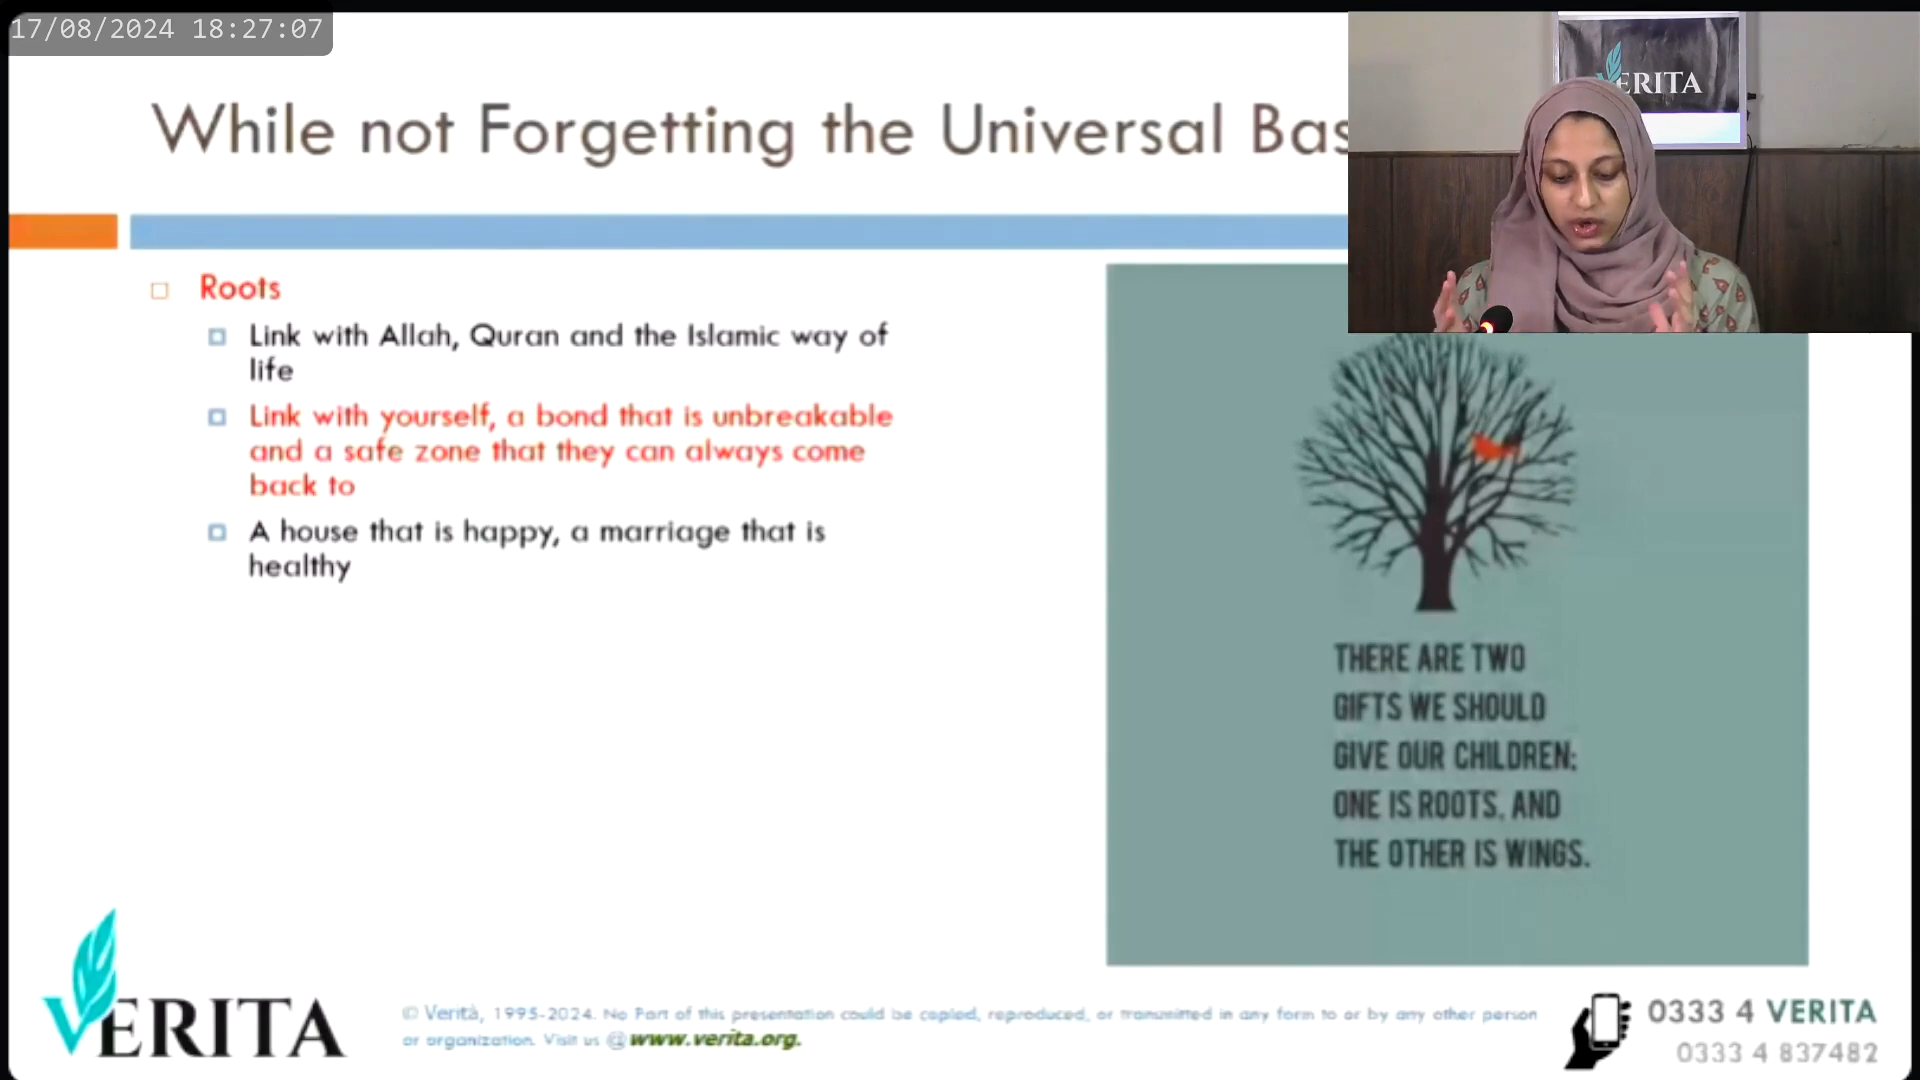 17/08/2024 18:27:07
While not Forgetting the Universal Bas
VERITA
Roots
Link with Allah, Quran and the Islamic way of
life
Link with yourself, a bond that is unbreakable
and a safe zone that they can always come
back to
A house that is happy, a marriage that is
healthy
THERE ARE TWO
GIFTS WE SHOULD
GIVE OUR CHILDREN;
ONE IS ROOTS, AND
THE OTHER IS WINGS.
VERITA
© Verità, 1995-2024. No Part of this presentation could be copied, reproduced, or transmitted in any form to or by any other person
or organization. Visit us @www.verita.org.
0333 4 VERITA
0333 4 837482